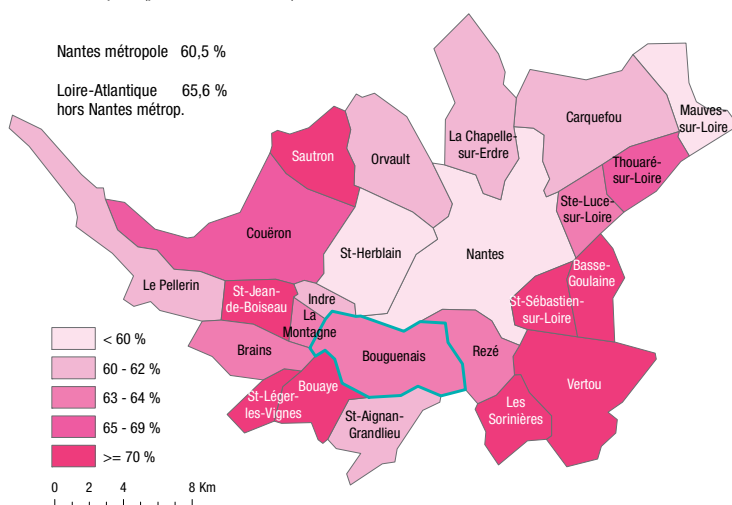 Nantes métropole 60,5 %
Loire-Atlantique 65,6 %
hors Nantes métrop.
Mauves-
sur-Loire
Carquefou
La Chapelle-
sur-Erdre
Sautron
Orvault
Thouaré-
sur-Loire
Ste-Luce-
sur-Loire
Couëron
St-Herblain
Nantes
Basse-
Goulaine
Le Pellerin
St-Jean-
de-Boiseau
Indre
St-Sébastien-
sur-Loire
La
Montagne
Brains
Bouguenais
Rezé
Vertou
St-Léger-
les-Vignes
Bouaye
St-Aignan-
Grandlieu
Les
Sorinières
< 60 %
60 - 62 %
63 - 64 %
65 - 69 %
>= 70 %
0 2 4 8 Km